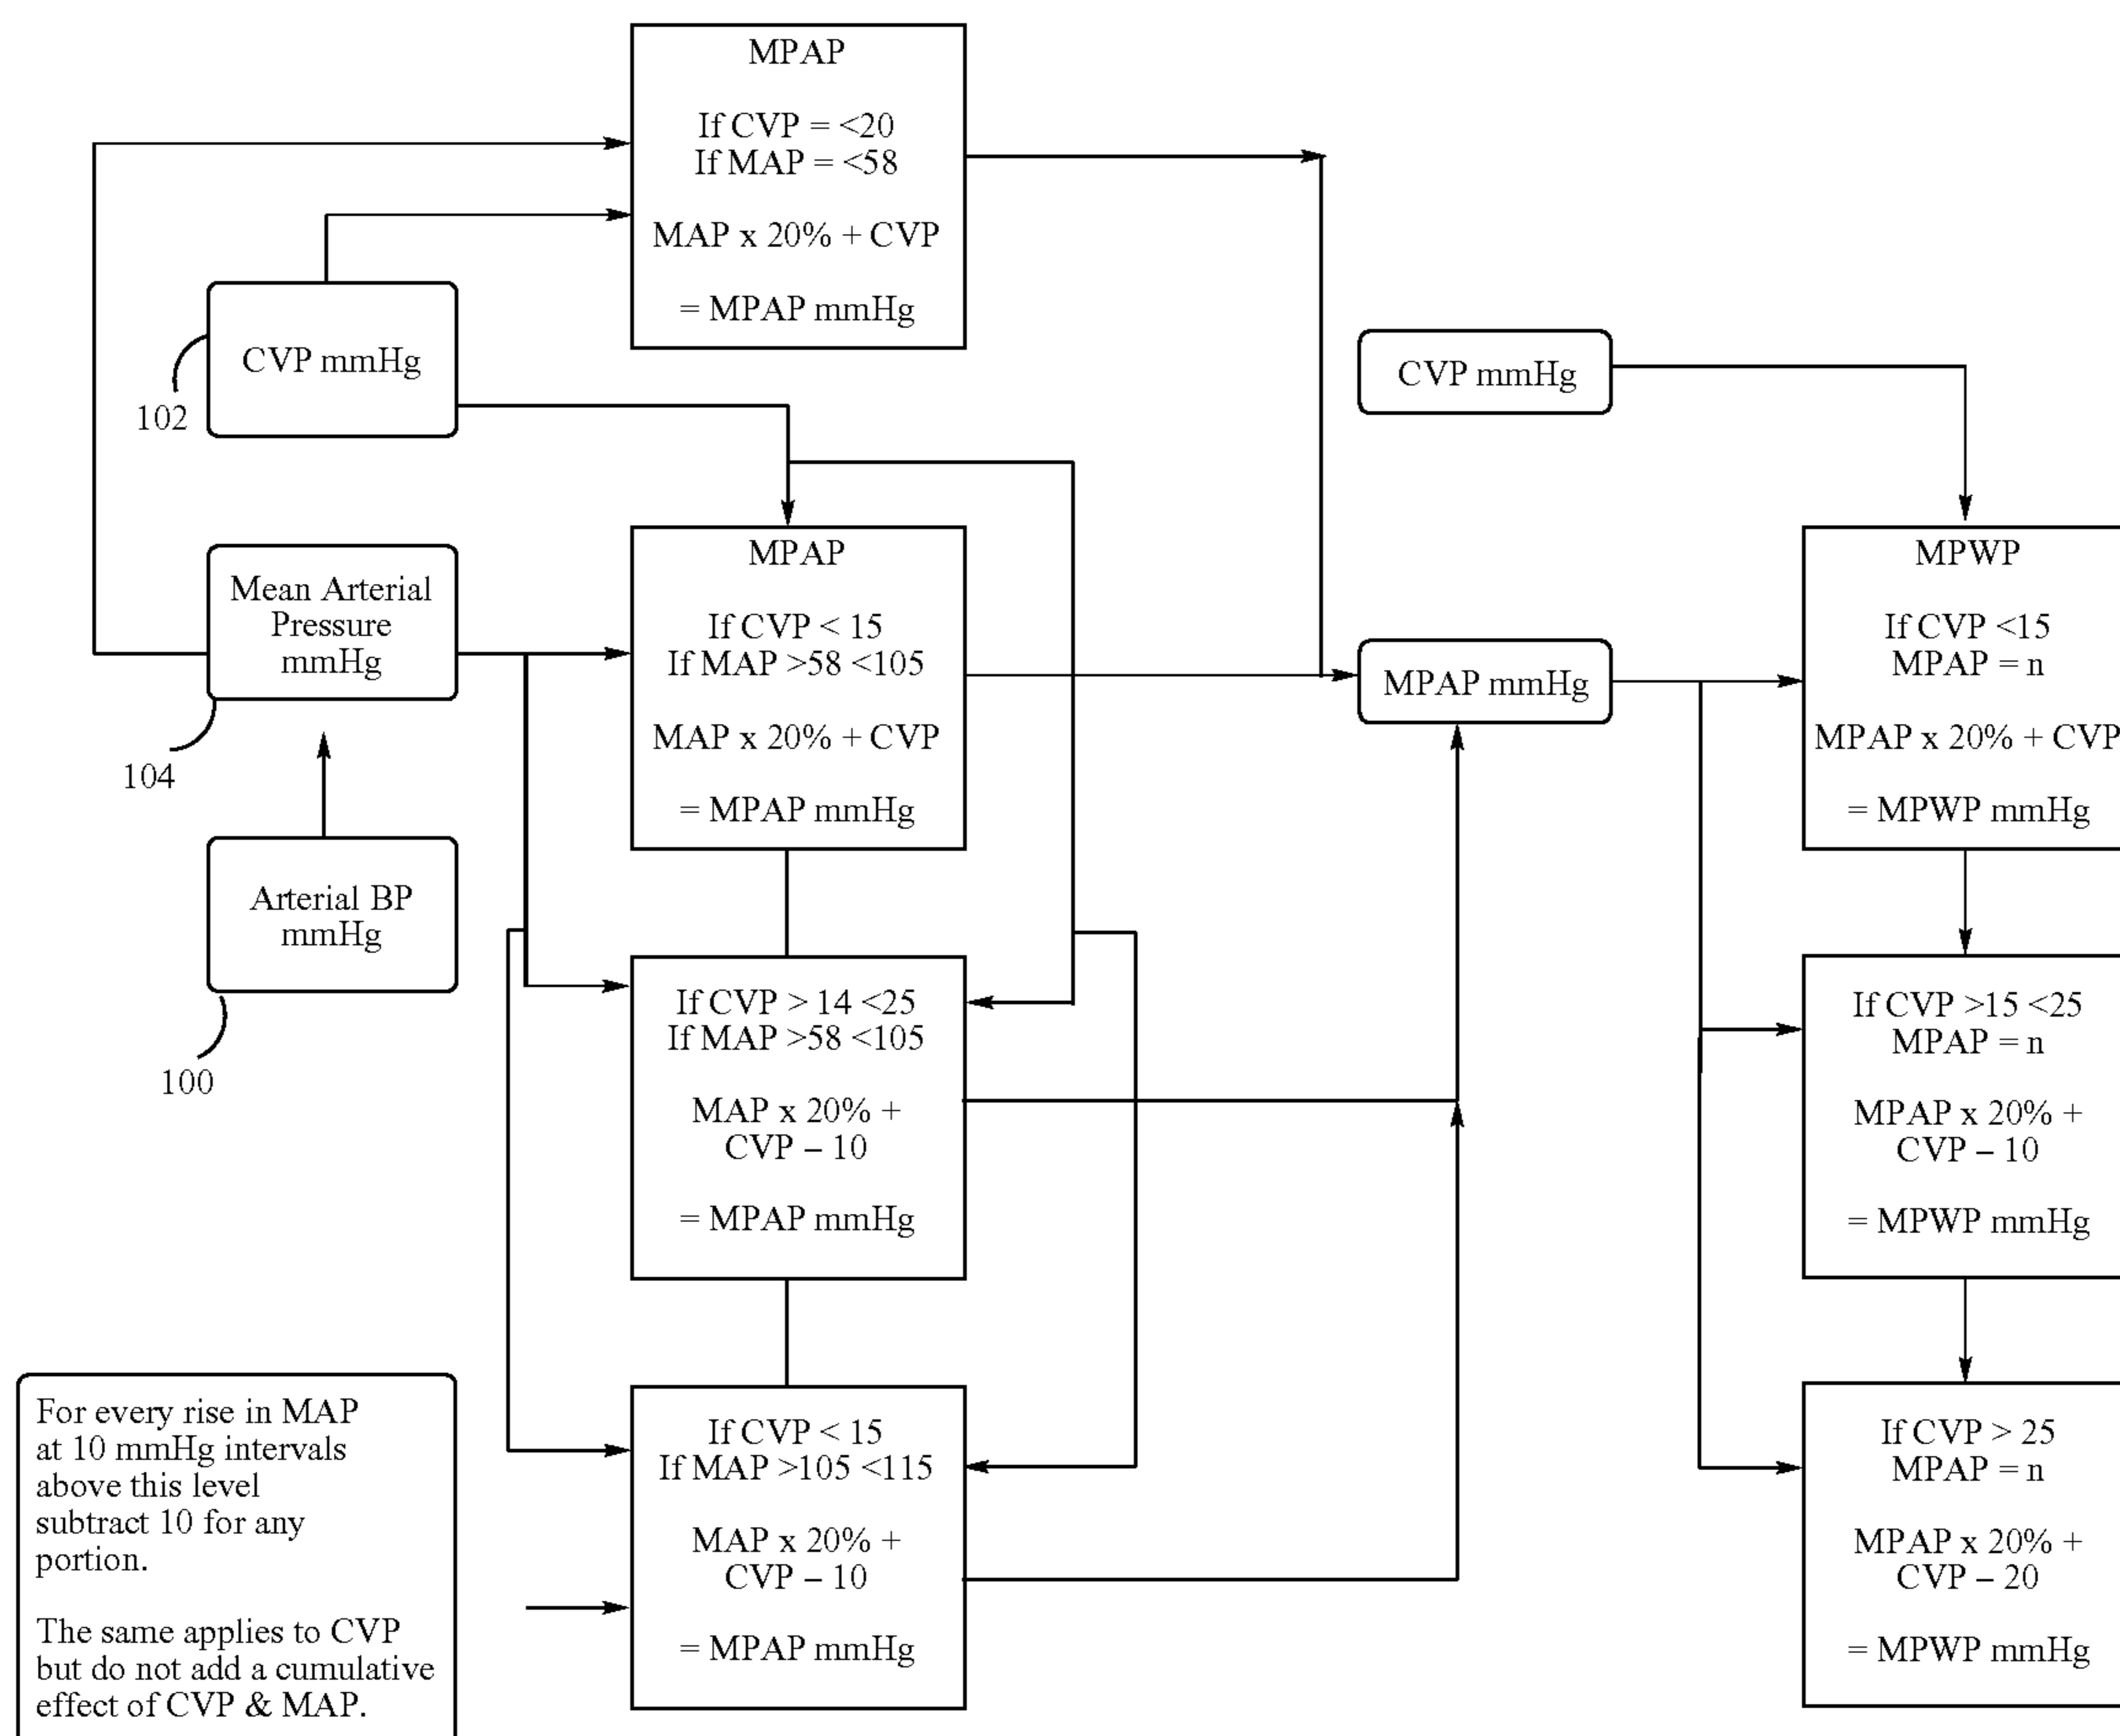 MPAP
If CVP = <20
If MAP = <58
MAP x 20% + CVP
= MPAP mmHg
CVP mmHg
102
Mean Arterial
Pressure
mmHg
104
Arterial BP
mmHg
100
MPAP
If CVP < 15
If MAP >58 <105
MAP x 20% + CVP
= MPAP mmHg
If CVP > 14 <25
If MAP >58 <105
MAP x 20% +
CVP – 10
= MPAP mmHg
If CVP < 15
If MAP >105 <115
MAP x 20% +
CVP – 10
= MPAP mmHg
For every rise in MAP
at 10 mmHg intervals
above this level
subtract 10 for any
portion.
The same applies to CVP
but do not add a cumulative
effect of CVP & MAP.
CVP mmHg
MPAP mmHg
MPWP
If CVP <15
MPAP = n
MPAP x 20% + CVP
= MPWP mmHg
If CVP >15 <25
MPAP = n
MPAP x 20% +
CVP – 10
= MPWP mmHg
If CVP > 25
MPAP = n
MPAP x 20% +
CVP – 20
= MPWP mmHg